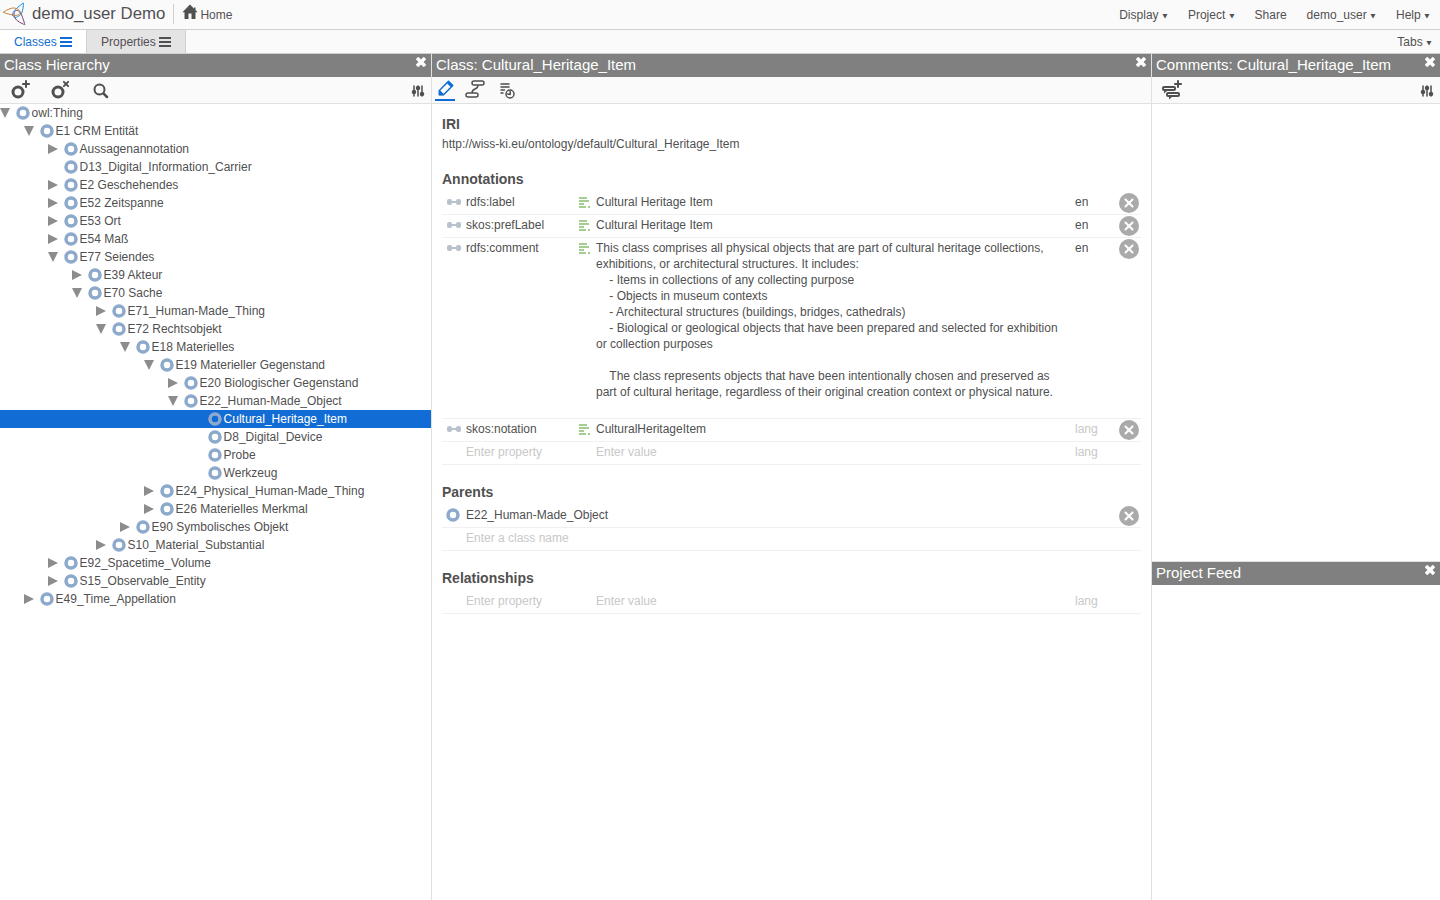 demo_user Demo Home Display Project Share demo_user Help
Classes Properties Tabs
Class Hierarchy
owl:Thing
E1 CRM Entität
Aussagenannotation
D13_Digital_Information_Carrier
E2 Geschehendes
E52 Zeitspanne
E53 Ort
E54 Maß
E77 Seiendes
E39 Akteur
E70 Sache
E71_Human-Made_Thing
E72 Rechtsobjekt
E18 Materielles
E19 Materieller Gegenstand
E20 Biologischer Gegenstand
E22_Human-Made_Object
Cultural_Heritage_Item
D8_Digital_Device
Probe
Werkzeug
E24_Physical_Human-Made_Thing
E26 Materielles Merkmal
E90 Symbolisches Objekt
S10_Material_Substantial
E92_Spacetime_Volume
S15_Observable_Entity
E49_Time_Appellation
Class: Cultural_Heritage_Item
IRI
http://wiss-ki.eu/ontology/default/Cultural_Heritage_Item
Annotations
rdfs:label Cultural Heritage Item en
skos:prefLabel Cultural Heritage Item en
rdfs:comment This class comprises all physical objects that are part of cultural heritage collections, en
exhibitions, or architectural structures. It includes:
- Items in collections of any collecting purpose
- Objects in museum contexts
- Architectural structures (buildings, bridges, cathedrals)
- Biological or geological objects that have been prepared and selected for exhibition
or collection purposes
The class represents objects that have been intentionally chosen and preserved as
part of cultural heritage, regardless of their original creation context or physical nature.
skos:notation CulturalHeritageItem lang
Enter property Enter value lang
Parents
E22_Human-Made_Object
Enter a class name
Relationships
Enter property Enter value lang
Comments: Cultural_Heritage_Item
Project Feed